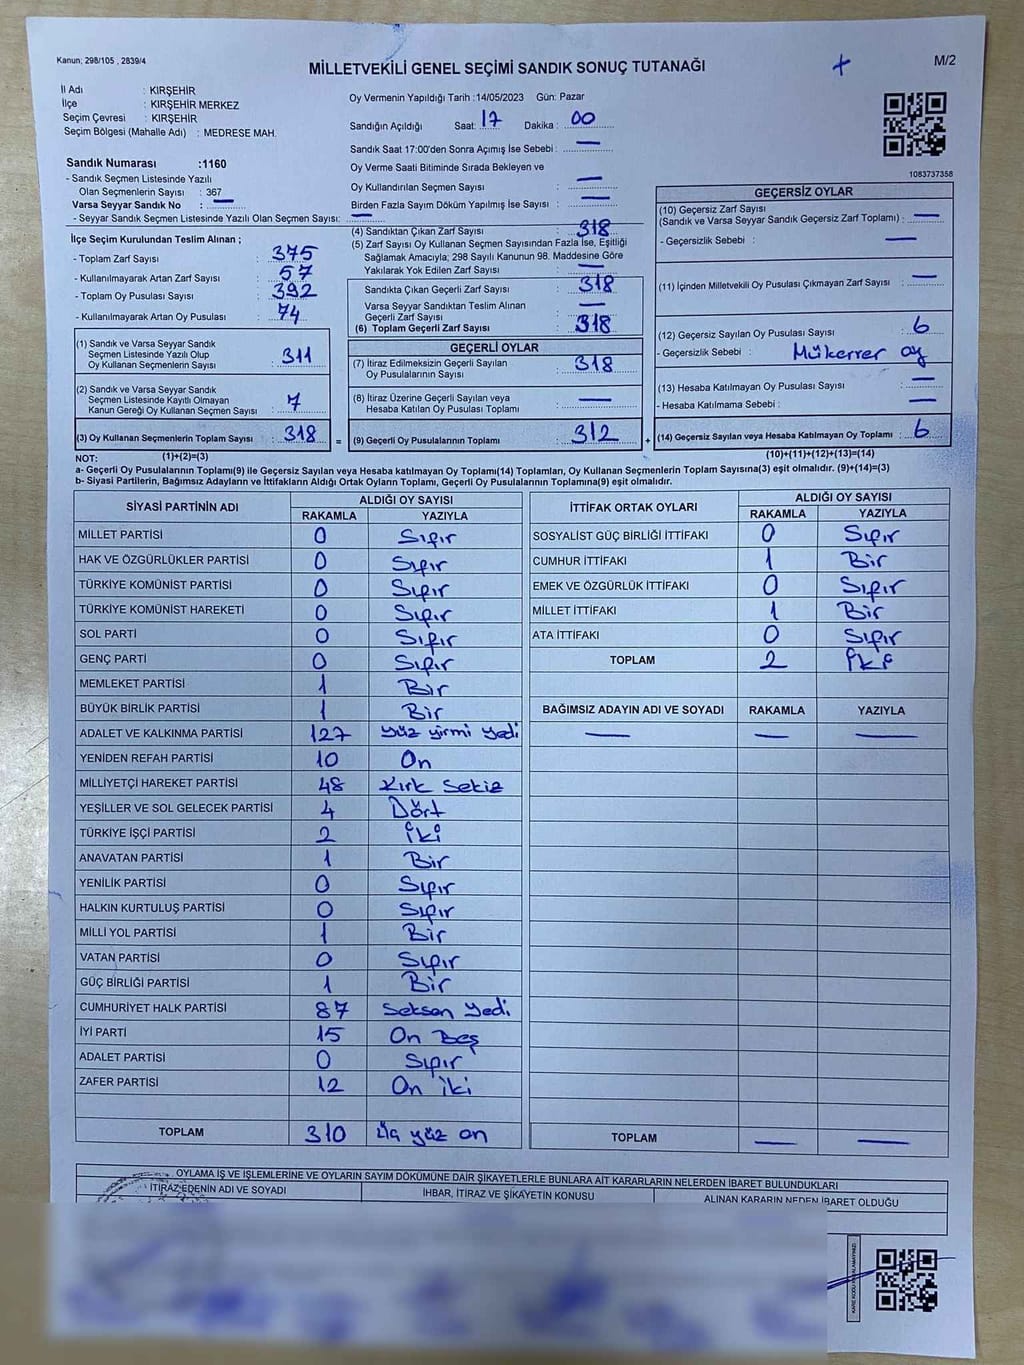 Kanun; 298/105 , 2839/4
MİLLETVEKİLİ GENEL SEÇİMİ SANDIK SONUÇ TUTANAĞI
+
M/2
İl Adı : KIRŞEHİR
İlçe : KIRŞEHİR MERKEZ
Seçim Çevresi : KIRŞEHİR
Seçim Bölgesi (Mahalle Adı) : MEDRESE MAH.
Sandık Numarası :1160
- Sandık Seçmen Listesinde Yazılı
Olan Seçmenlerin Sayısı : 367
Varsa Seyyar Sandık No : —
- Seyyar Sandık Seçmen Listesinde Yazılı Olan Seçmen Sayısı: —
Oy Vermenin Yapıldığı Tarih :14/05/2023 Gün: Pazar
Sandığın Açıldığı Saat: 17 Dakika : 00
Sandık Saat 17:00'den Sonra Açımış İse Sebebi : —
Oy Verme Saati Bitiminde Sırada Bekleyen ve
Oy Kullandırılan Seçmen Sayısı : —
Birden Fazla Sayım Döküm Yapılmış İse Sayısı : —
1083737358
İlçe Seçim Kurulundan Teslim Alınan ;
- Toplam Zarf Sayısı : 375
- Kullanılmayarak Artan Zarf Sayısı : 57
- Toplam Oy Pusulası Sayısı : 392
- Kullanılmayarak Artan Oy Pusulası : 74
(1) Sandık ve Varsa Seyyar Sandık
Seçmen Listesinde Yazılı Olup
Oy Kullanan Seçmenlerin Sayısı : 311
(2) Sandık ve Varsa Seyyar Sandık
Seçmen Listesinde Kayıtlı Olmayan
Kanun Gereği Oy Kullanan Seçmen Sayısı : 7
(3) Oy Kullanan Seçmenlerin Toplam Sayısı : 318 =
(4) Sandıktan Çıkan Zarf Sayısı : 318
(5) Zarf Sayısı Oy Kullanan Seçmen Sayısından Fazla İse, Eşitliği
Sağlamak Amacıyla; 298 Sayılı Kanunun 98. Maddesine Göre
Yakılarak Yok Edilen Zarf Sayısı : —
Sandıkta Çıkan Geçerli Zarf Sayısı : 318
Varsa Seyyar Sandıktan Teslim Alınan
Geçerli Zarf Sayısı : —
(6) Toplam Geçerli Zarf Sayısı : 318
GEÇERLİ OYLAR
(7) İtiraz Edilmeksizin Geçerli Sayılan
Oy Pusulalarının Sayısı : 318
(8) İtiraz Üzerine Geçerli Sayılan veya
Hesaba Katılan Oy Pusulası Toplamı : —
(9) Geçerli Oy Pusulalarının Toplamı : 312 +
GEÇERSİZ OYLAR
(10) Geçersiz Zarf Sayısı
(Sandık ve Varsa Seyyar Sandık Geçersiz Zarf Toplamı) : —
- Geçersizlik Sebebi : —
(11) İçinden Milletvekili Oy Pusulası Çıkmayan Zarf Sayısı : —
(12) Geçersiz Sayılan Oy Pusulası Sayısı : 6
- Geçersizlik Sebebi : Mükerrer oy
(13) Hesaba Katılmayan Oy Pusulası Sayısı : —
- Hesaba Katılmama Sebebi : —
(14) Geçersiz Sayılan veya Hesaba Katılmayan Oy Toplamı : 6
NOT: (1)+(2)=(3) (10)+(11)+(12)+(13)=(14)
a- Geçerli Oy Pusulalarının Toplamı(9) ile Geçersiz Sayılan veya Hesaba katılmayan Oy Toplamı(14) Toplamları, Oy Kullanan Seçmenlerin Toplam Sayısına(3) eşit olmalıdır. (9)+(14)=(3)
b- Siyasi Partilerin, Bağımsız Adayların ve İttifakların Aldığı Ortak Oyların Toplamı, Geçerli Oy Pusulalarının Toplamına(9) eşit olmalıdır.
SİYASİ PARTİNİN ADI ALDIĞI OY SAYISI
RAKAMLA YAZIYLA
MİLLET PARTİSİ 0 Sıfır
HAK VE ÖZGÜRLÜKLER PARTİSİ 0 Sıfır
TÜRKİYE KOMÜNİST PARTİSİ 0 Sıfır
TÜRKİYE KOMÜNİST HAREKETİ 0 Sıfır
SOL PARTİ 0 Sıfır
GENÇ PARTİ 0 Sıfır
MEMLEKET PARTİSİ 1 Bir
BÜYÜK BİRLİK PARTİSİ 1 Bir
ADALET VE KALKINMA PARTİSİ 127 yüz yirmi yedi
YENİDEN REFAH PARTİSİ 10 On
MİLLİYETÇİ HAREKET PARTİSİ 48 Kırk Sekiz
YEŞİLLER VE SOL GELECEK PARTİSİ 4 Dört
TÜRKİYE İŞÇİ PARTİSİ 2 iki
ANAVATAN PARTİSİ 1 Bir
YENİLİK PARTİSİ 0 Sıfır
HALKIN KURTULUŞ PARTİSİ 0 Sıfır
MİLLİ YOL PARTİSİ 1 Bir
VATAN PARTİSİ 0 Sıfır
GÜÇ BİRLİĞİ PARTİSİ 1 Bir
CUMHURİYET HALK PARTİSİ 87 Seksen yedi
İYİ PARTİ 15 On Beş
ADALET PARTİSİ 0 Sıfır
ZAFER PARTİSİ 12 On iki
TOPLAM 310 Üç yüz on
İTTİFAK ORTAK OYLARI ALDIĞI OY SAYISI
RAKAMLA YAZIYLA
SOSYALİST GÜÇ BİRLİĞİ İTTİFAKI 0 Sıfır
CUMHUR İTTİFAKI 1 Bir
EMEK VE ÖZGÜRLÜK İTTİFAKI 0 Sıfır
MİLLET İTTİFAKI 1 Bir
ATA İTTİFAKI 0 Sıfır
TOPLAM 2 İki
BAĞIMSIZ ADAYIN ADI VE SOYADI RAKAMLA YAZIYLA
— — —
TOPLAM — —
OYLAMA İŞ VE İŞLEMLERİNE VE OYLARIN SAYIM DÖKÜMÜNE DAİR ŞİKAYETLERLE BUNLARA AİT KARARLARIN NELERDEN İBARET BULUNDUKLARI
İTİRAZ EDENİN ADI VE SOYADI İHBAR, İTİRAZ VE ŞİKAYETİN KONUSU ALINAN KARARIN NEDEN İBARET OLDUĞU